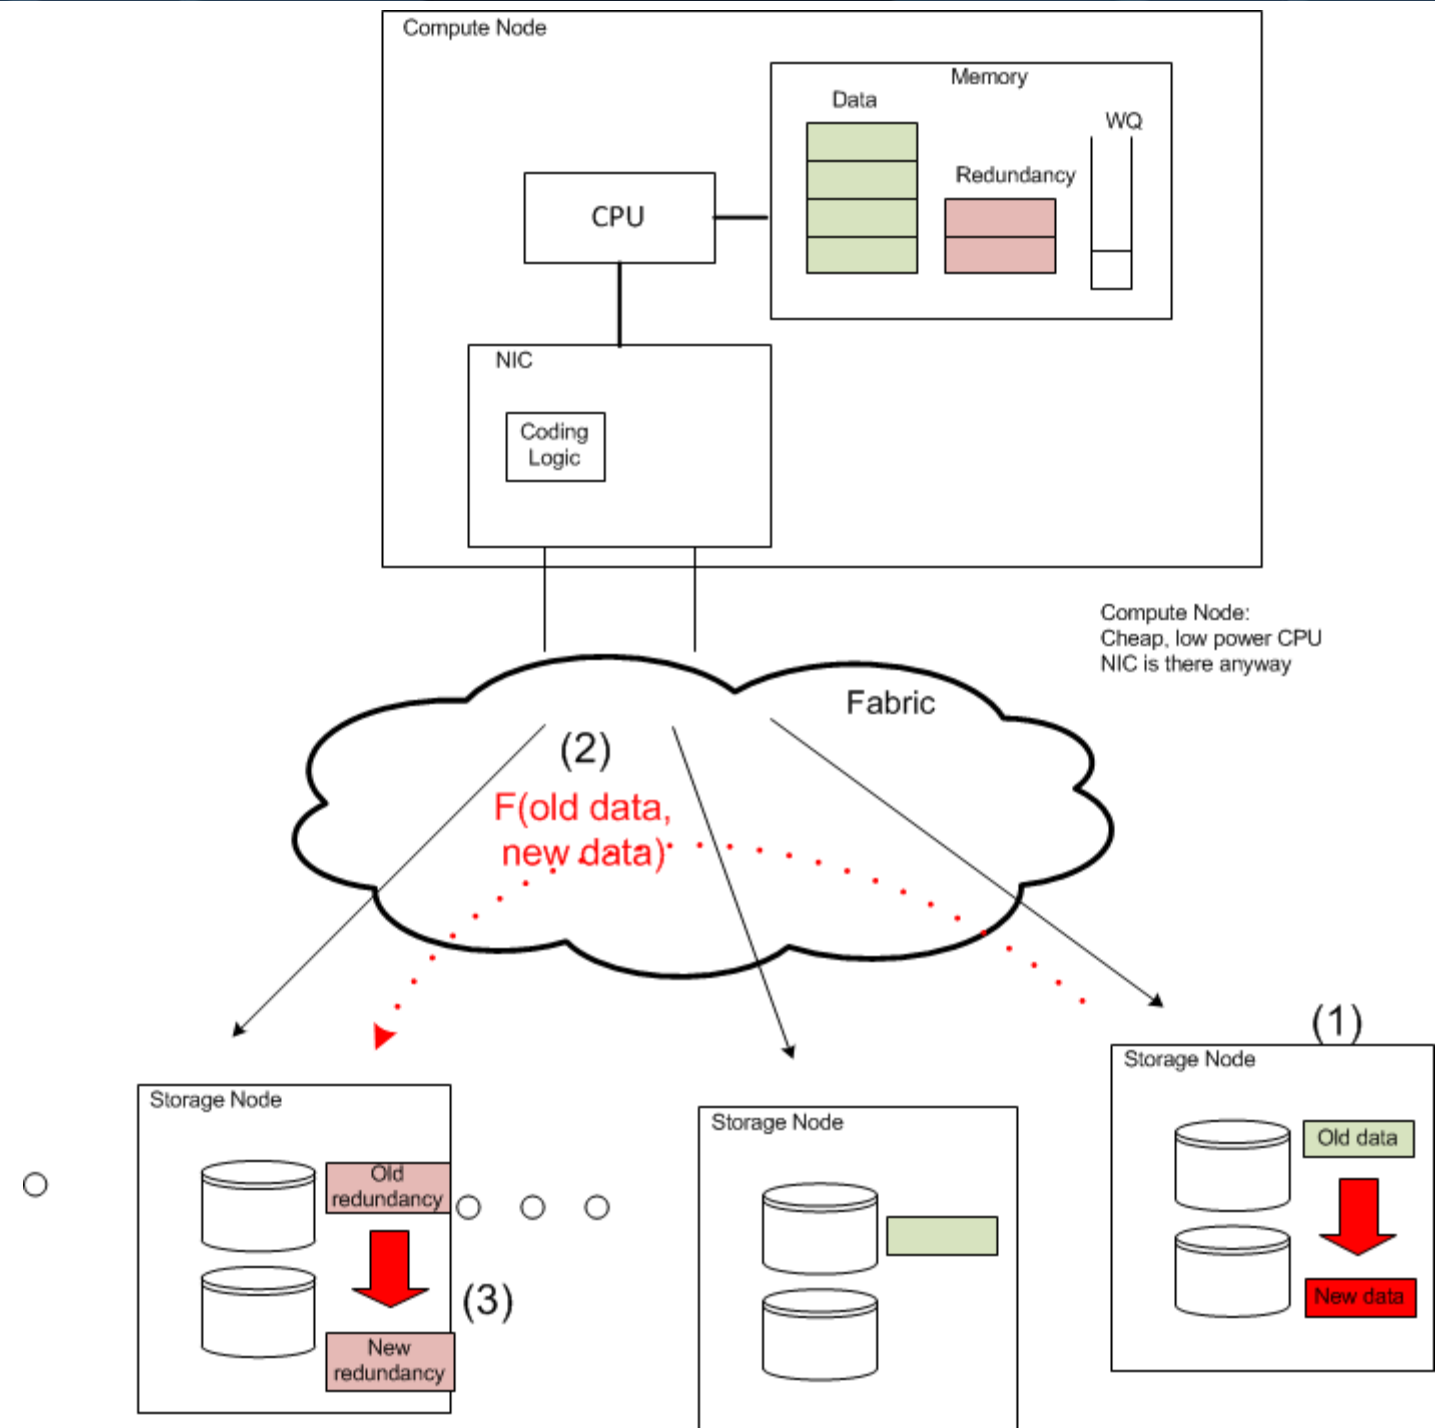 Compute Node
Memory
Data
WQ
Redundancy
CPU
NIC
Coding
Logic
Compute Node:
Cheap, low power CPU
NIC is there anyway
Fabric
(2)
F(old data,
new data)
(1)
Storage Node
Old data
New data
Storage Node
Old
redundancy
(3)
New
redundancy
Storage Node